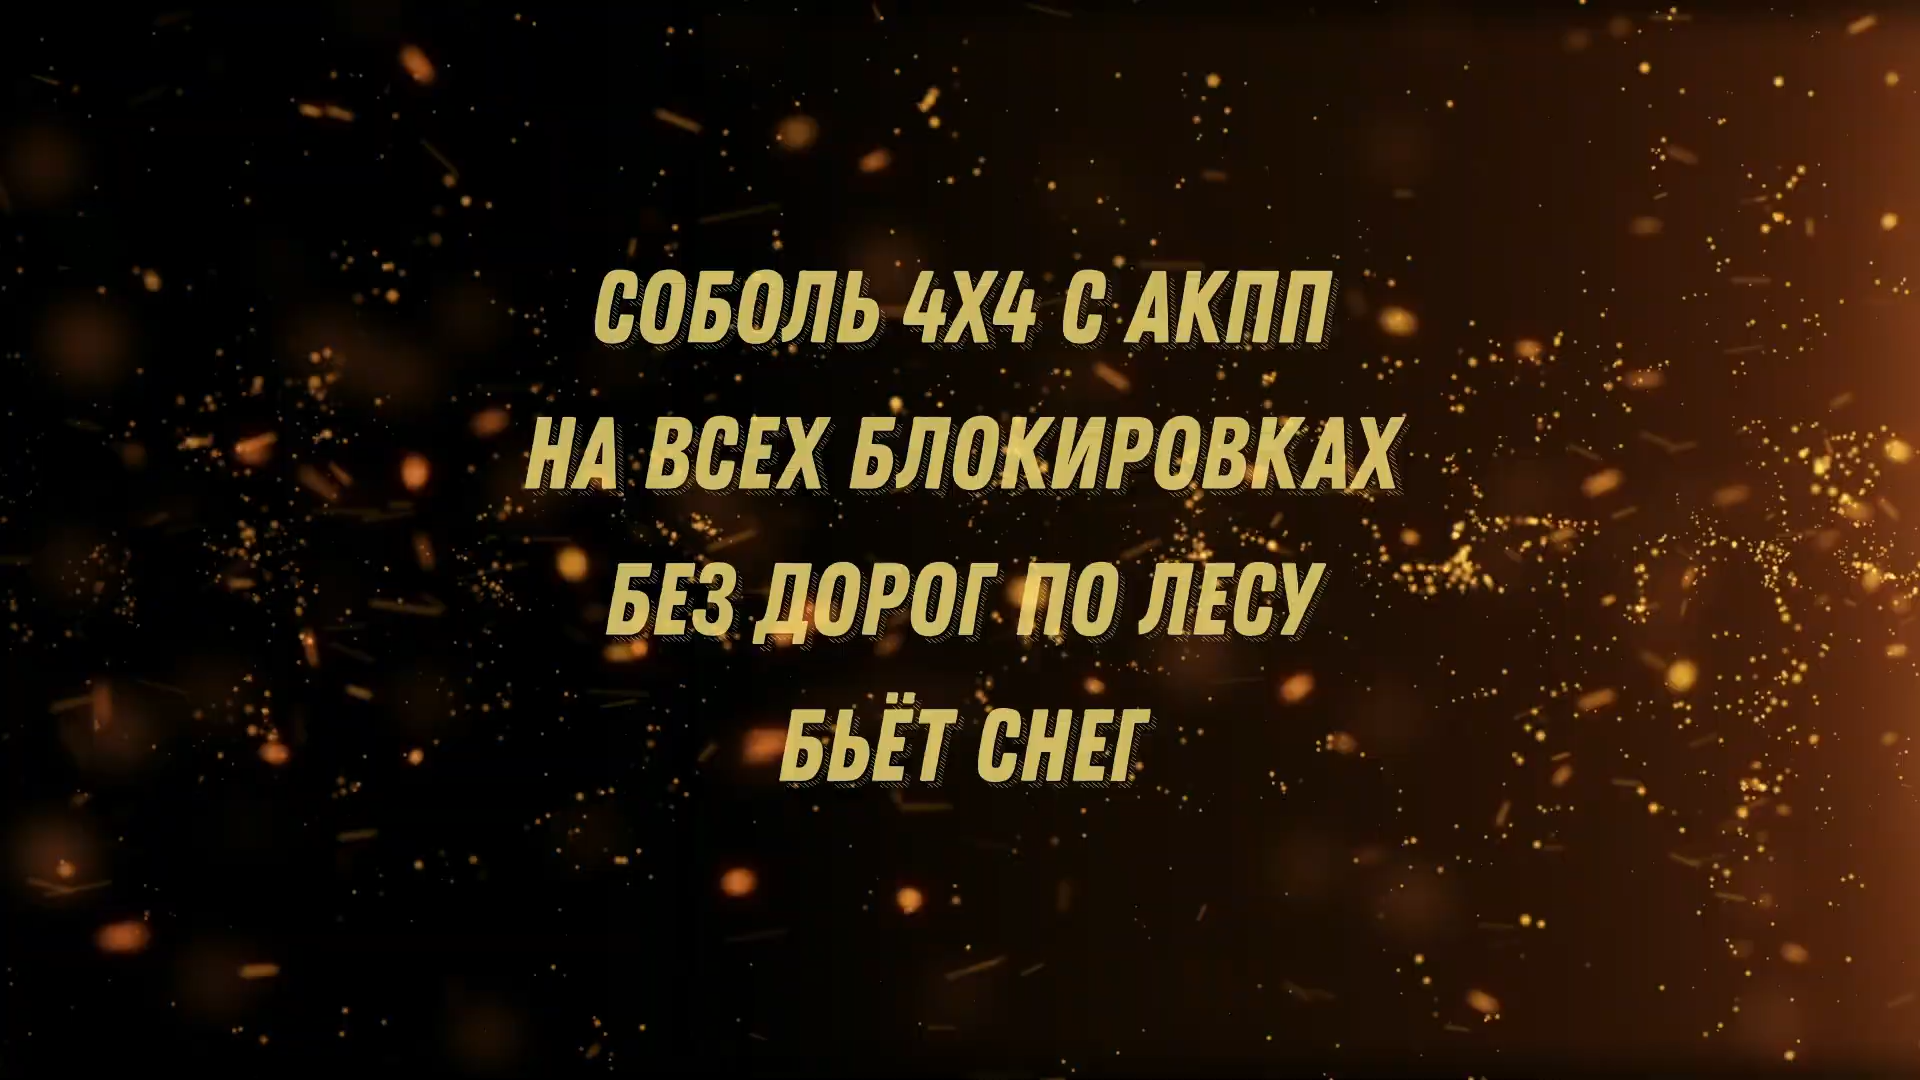 СОБОЛЬ 4Х4 С АКПП
НА ВСЕХ БЛОКИРОВКАХ
БЕЗ ДОРОГ ПО ЛЕСУ
БЬЁТ СНЕГ